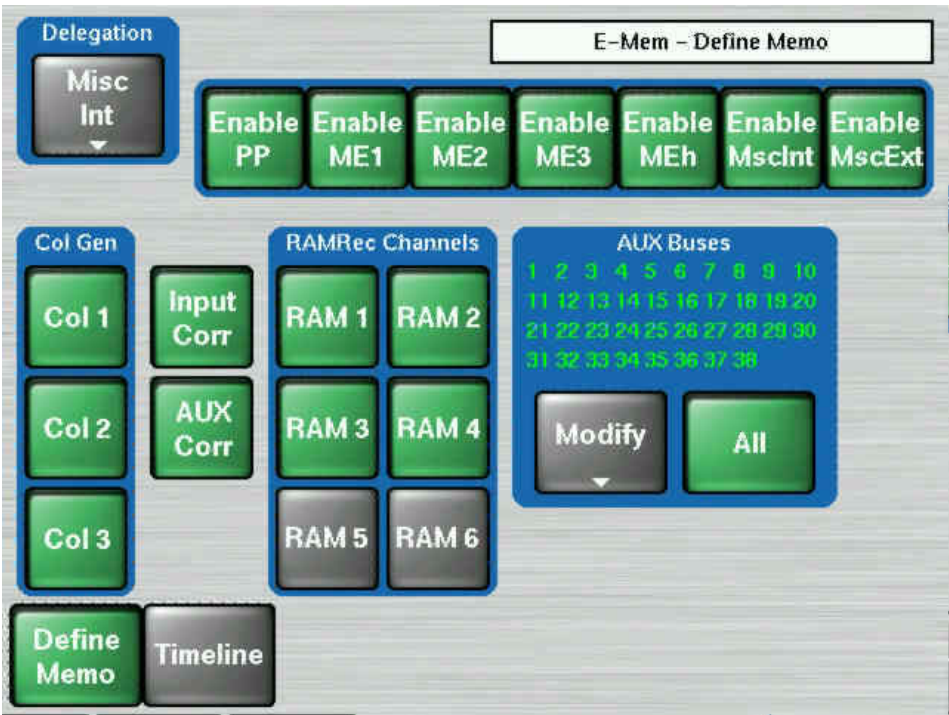 Delegation
E-Mem - Define Memo
Misc
Int
Enable Enable Enable Enable Enable Enable Enable
PP ME1 ME2 ME3 MEh MscInt MscExt
Col Gen
RAMRec Channels
AUX Buses
1 2 3 4 5 6 7 8 9 10
11 12 13 14 15 16 17 18 19 20
21 22 23 24 25 26 27 28 29 30
31 32 33 34 35 36 37 38
Col 1
Input
Corr
RAM 1 RAM 2
Col 2
AUX
Corr
RAM 3 RAM 4
Modify
All
Col 3
RAM 5 RAM 6
Define
Memo
Timeline